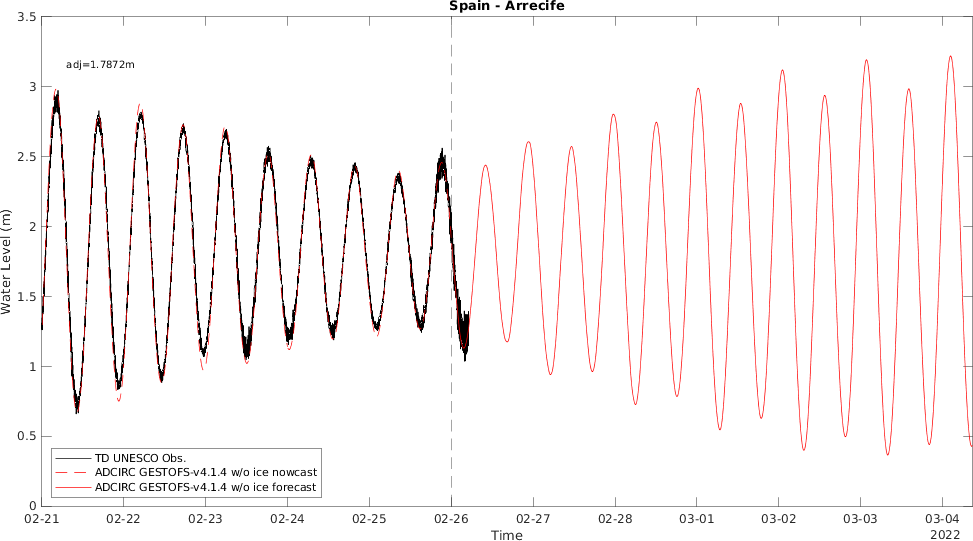 Spain - Arrecife
3.5
adj=1.7872m
3
2.5
2
1.5
1
0.5
0
Water Level (m)
TD UNESCO Obs.
ADCIRC GESTOFS-v4.1.4 w/o ice nowcast
ADCIRC GESTOFS-v4.1.4 w/o ice forecast
02-21 02-22 02-23 02-24 02-25 02-26 02-27 02-28 03-01 03-02 03-03 03-04
Time
2022